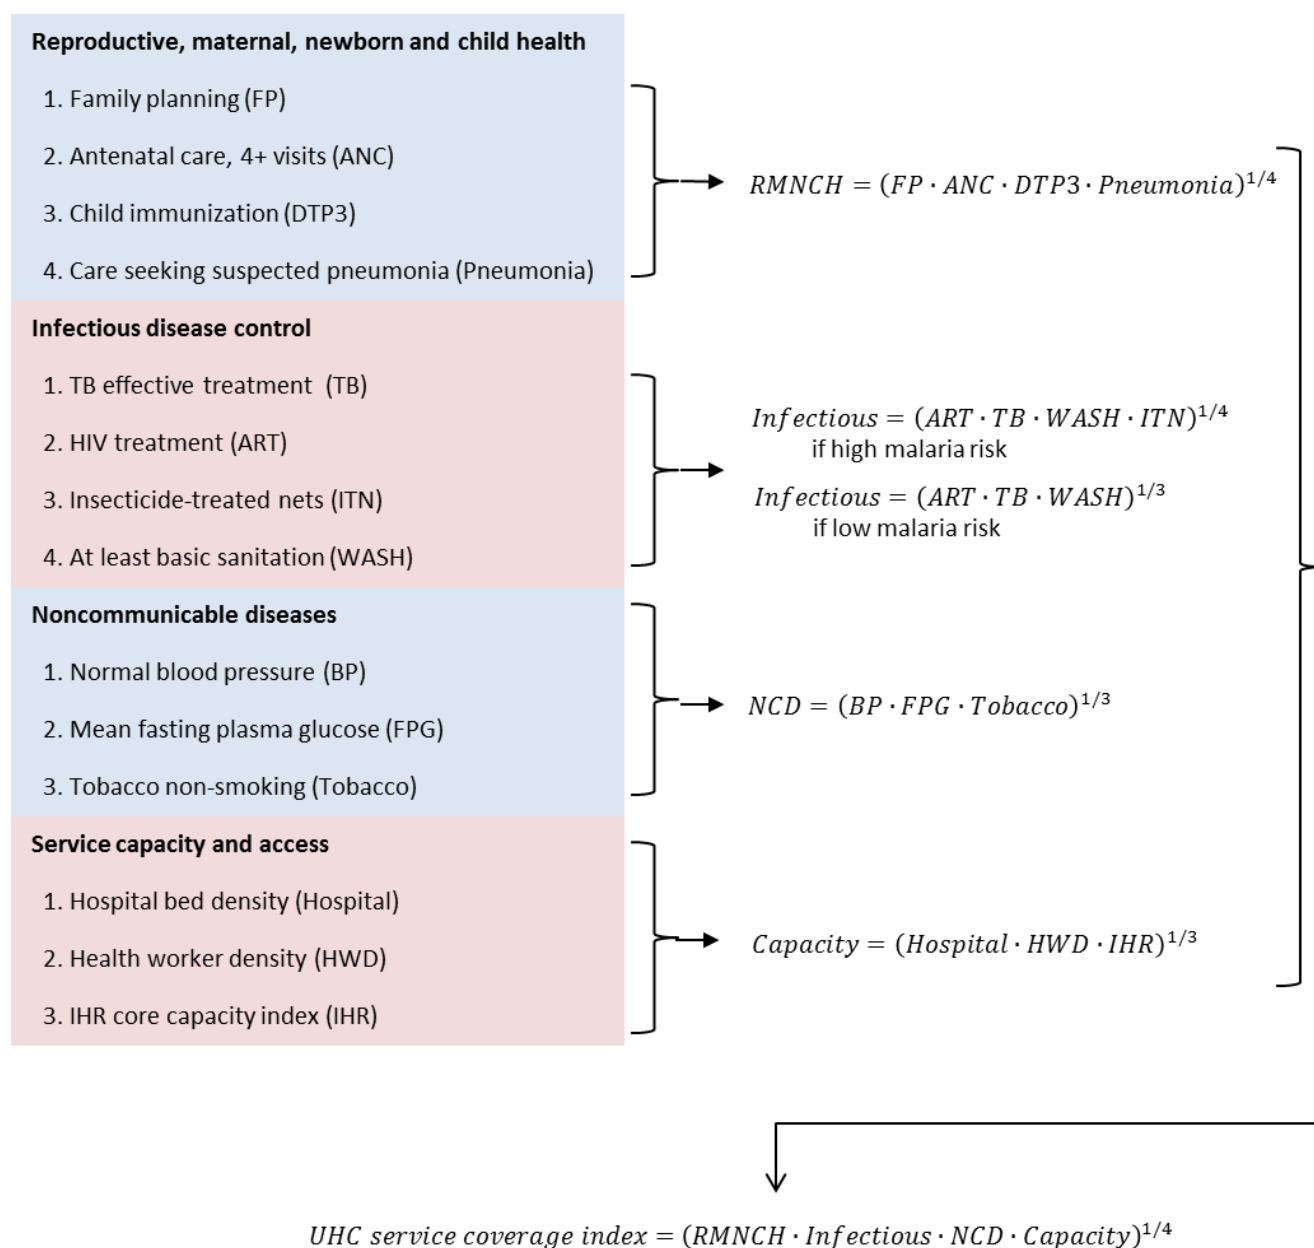 Reproductive, maternal, newborn and child health
1. Family planning (FP)
2. Antenatal care, 4+ visits (ANC)
3. Child immunization (DTP3)
4. Care seeking suspected pneumonia (Pneumonia)
RMNCH = (FP · ANC · DTP3 · Pneumonia)^{1/4}
Infectious disease control
1. TB effective treatment (TB)
2. HIV treatment (ART)
3. Insecticide-treated nets (ITN)
4. At least basic sanitation (WASH)
Infectious = (ART · TB · WASH · ITN)^{1/4}
if high malaria risk
Infectious = (ART · TB · WASH)^{1/3}
if low malaria risk
Noncommunicable diseases
1. Normal blood pressure (BP)
2. Mean fasting plasma glucose (FPG)
3. Tobacco non-smoking (Tobacco)
NCD = (BP · FPG · Tobacco)^{1/3}
Service capacity and access
1. Hospital bed density (Hospital)
2. Health worker density (HWD)
3. IHR core capacity index (IHR)
Capacity = (Hospital · HWD · IHR)^{1/3}
UHC service coverage index = (RMNCH · Infectious · NCD · Capacity)^{1/4}